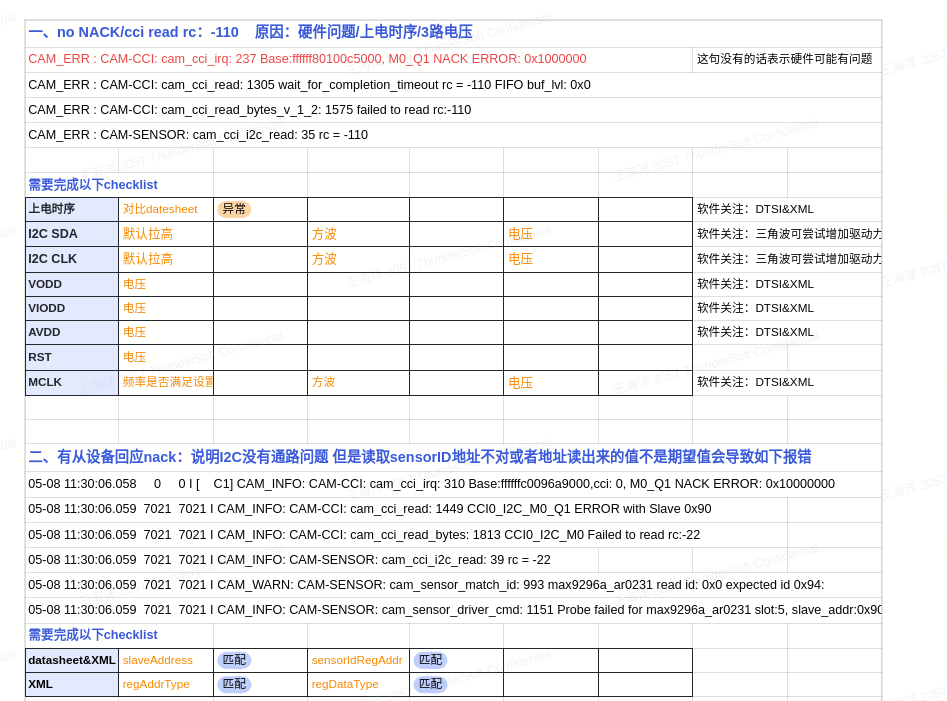 一、no NACK/cci read rc：-110 原因：硬件问题/上电时序/3路电压
CAM_ERR : CAM-CCI: cam_cci_irq: 237 Base:ffffff80100c5000, M0_Q1 NACK ERROR: 0x1000000 这句没有的话表示硬件可能有问题
CAM_ERR : CAM-CCI: cam_cci_read: 1305 wait_for_completion_timeout rc = -110 FIFO buf_lvl: 0x0
CAM_ERR : CAM-CCI: cam_cci_read_bytes_v_1_2: 1575 failed to read rc:-110
CAM_ERR : CAM-SENSOR: cam_cci_i2c_read: 35 rc = -110
需要完成以下checklist
上电时序 对比datesheet 异常 软件关注：DTSI&XML
I2C SDA 默认拉高 方波 电压 软件关注：三角波可尝试增加驱动力
I2C CLK 默认拉高 方波 电压 软件关注：三角波可尝试增加驱动力
VODD 电压 软件关注：DTSI&XML
VIODD 电压 软件关注：DTSI&XML
AVDD 电压 软件关注：DTSI&XML
RST 电压
MCLK 频率是否满足设置 方波 电压 软件关注：DTSI&XML
二、有从设备回应nack：说明I2C没有通路问题 但是读取sensorID地址不对或者地址读出来的值不是期望值会导致如下报错
05-08 11:30:06.058 0 0 I [ C1] CAM_INFO: CAM-CCI: cam_cci_irq: 310 Base:ffffffc0096a9000,cci: 0, M0_Q1 NACK ERROR: 0x10000000
05-08 11:30:06.059 7021 7021 I CAM_INFO: CAM-CCI: cam_cci_read: 1449 CCI0_I2C_M0_Q1 ERROR with Slave 0x90
05-08 11:30:06.059 7021 7021 I CAM_INFO: CAM-CCI: cam_cci_read_bytes: 1813 CCI0_I2C_M0 Failed to read rc:-22
05-08 11:30:06.059 7021 7021 I CAM_INFO: CAM-SENSOR: cam_cci_i2c_read: 39 rc = -22
05-08 11:30:06.059 7021 7021 I CAM_WARN: CAM-SENSOR: cam_sensor_match_id: 993 max9296a_ar0231 read id: 0x0 expected id 0x94:
05-08 11:30:06.059 7021 7021 I CAM_INFO: CAM-SENSOR: cam_sensor_driver_cmd: 1151 Probe failed for max9296a_ar0231 slot:5, slave_addr:0x90
需要完成以下checklist
datasheet&XML slaveAddress 匹配 sensorIdRegAddr 匹配
XML regAddrType 匹配 regDataType 匹配